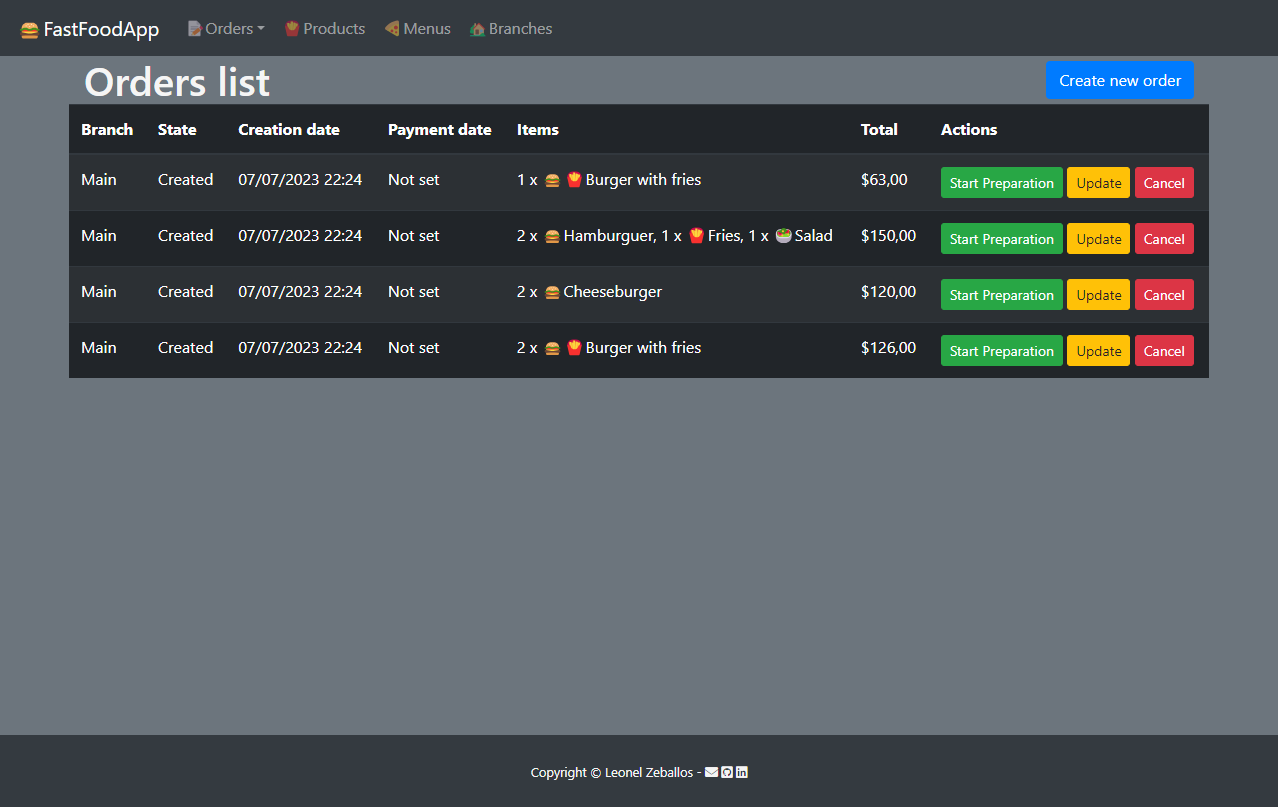 🍔 FastFoodApp 📝Orders 🍟Products 🍕Menus 🏡Branches
Orders list Create new order
Branch State Creation date Payment date Items Total Actions
Main Created 07/07/2023 22:24 Not set 1 x 🍔 🍟 Burger with fries $63,00 Start Preparation Update Cancel
Main Created 07/07/2023 22:24 Not set 2 x 🍔 Hamburguer, 1 x 🍟 Fries, 1 x 🥗 Salad $150,00 Start Preparation Update Cancel
Main Created 07/07/2023 22:24 Not set 2 x 🍔 Cheeseburger $120,00 Start Preparation Update Cancel
Main Created 07/07/2023 22:24 Not set 2 x 🍔 🍟 Burger with fries $126,00 Start Preparation Update Cancel
Copyright © Leonel Zeballos -